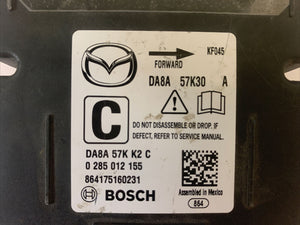 KF045
FORWARD
DA8A 57K30 A
C
DO NOT DISASSEMBLE OR DROP. IF
DEFECT, REFER TO SERVICE MANUAL.
DA8A 57K K2 C
0 285 012 155
864175160231
BOSCH
Assembled in Mexico
864